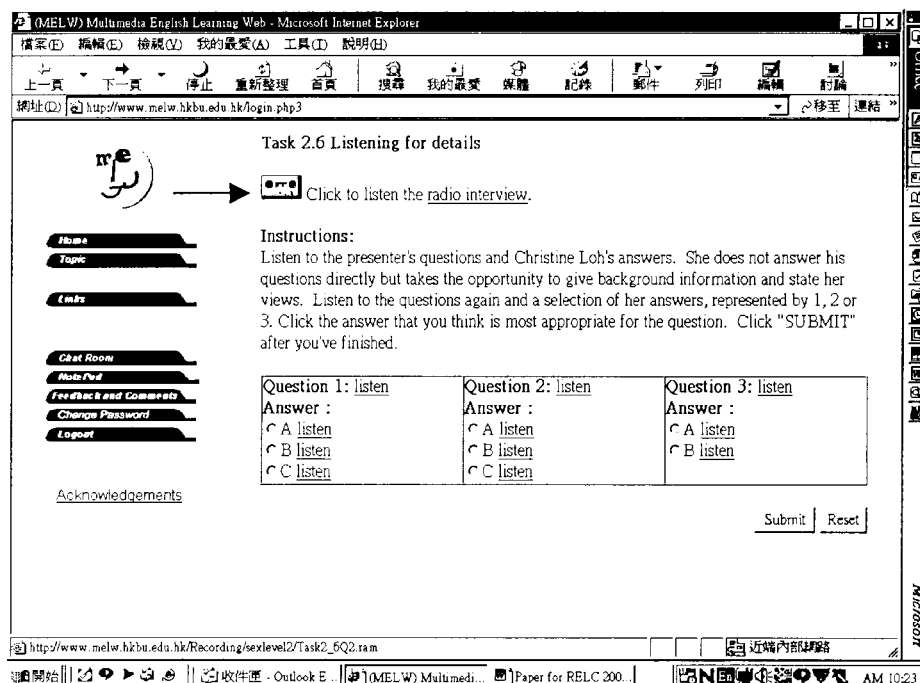 (MELW) Multimedia English Learning Web - Microsoft Internet Explorer
檔案(F) 編輯(E) 檢視(V) 我的最愛(A) 工具(T) 說明(H)
上一頁 下一頁 停止 重新整理 首頁 搜尋 我的最愛 媒體 記錄 郵件 列印 編輯 討論
網址(D) http://www.melw.hkbu.edu.hk/login.php3 移至 連結
Task 2.6 Listening for details
Click to listen the radio interview.
Home
Topic
Links
Chat Room
NotePad
Feedback and Comments
Change Password
Logout
Acknowledgements
Instructions:
Listen to the presenter's questions and Christine Loh's answers. She does not answer his
questions directly but takes the opportunity to give background information and state her
views. Listen to the questions again and a selection of her answers, represented by 1, 2 or
3. Click the answer that you think is most appropriate for the question. Click "SUBMIT"
after you've finished.
Question 1: listen Question 2: listen Question 3: listen
Answer : Answer : Answer :
A listen A listen A listen
B listen B listen B listen
C listen C listen
Submit Reset
http://www.melw.hkbu.edu.hk/Recording/sexlevel2/Task2_6Q2.ram 近端內部網路
開始 收件匣 - Outlook E... (MELW) Multimedi... Paper for RELC 200... AM 10:23
Microsoft